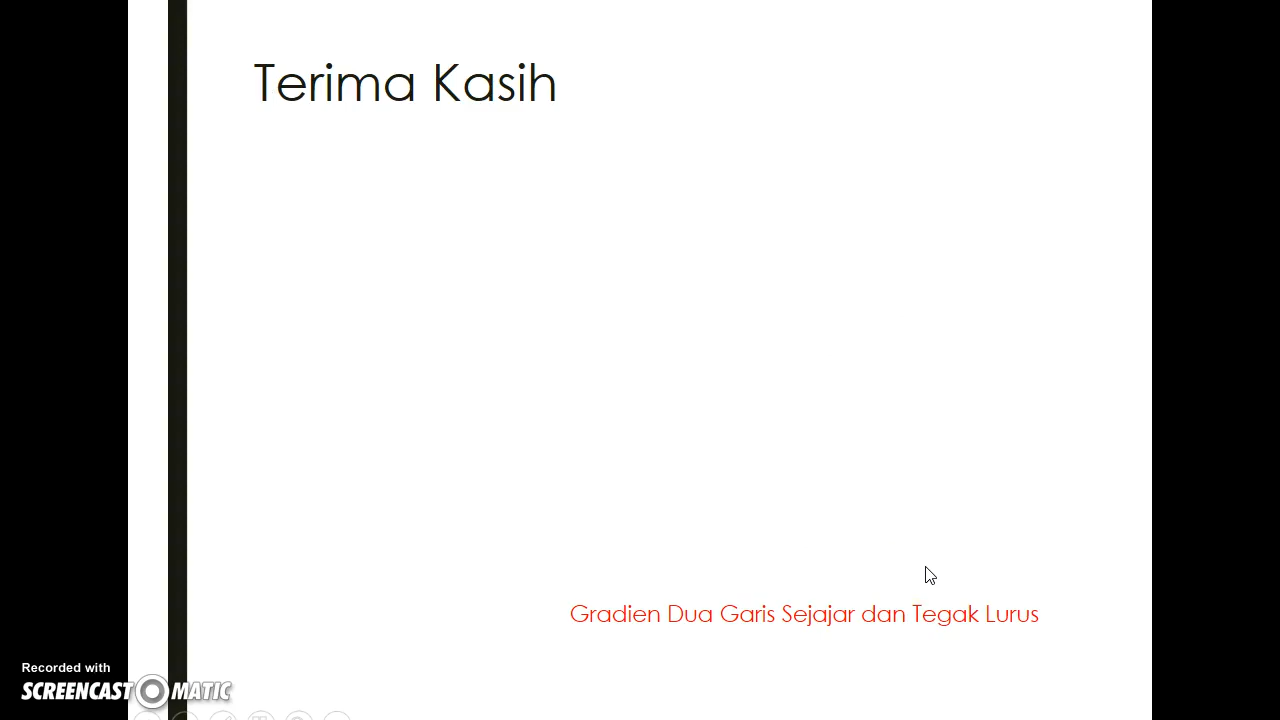 Terima Kasih
Gradien Dua Garis Sejajar dan Tegak Lurus
Recorded with
SCREENCAST MATIC